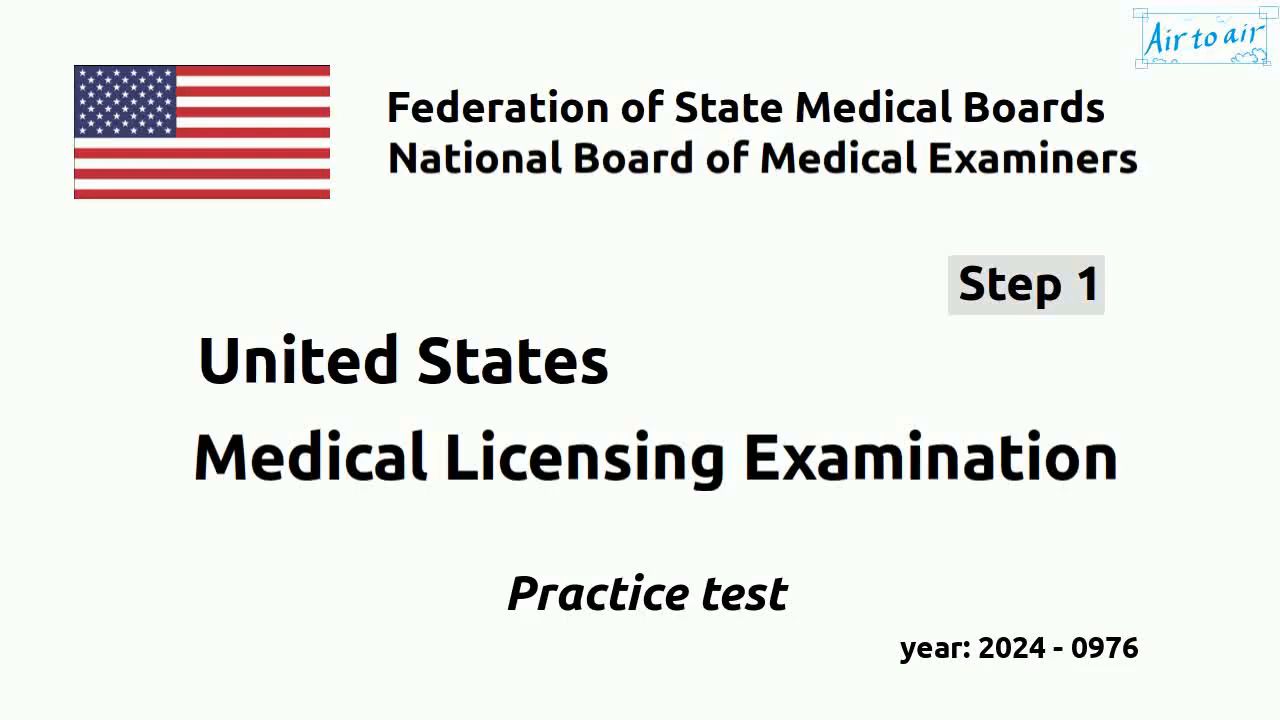 Air to air
Federation of State Medical Boards
National Board of Medical Examiners
Step 1
United States
Medical Licensing Examination
Practice test
year: 2024 - 0976